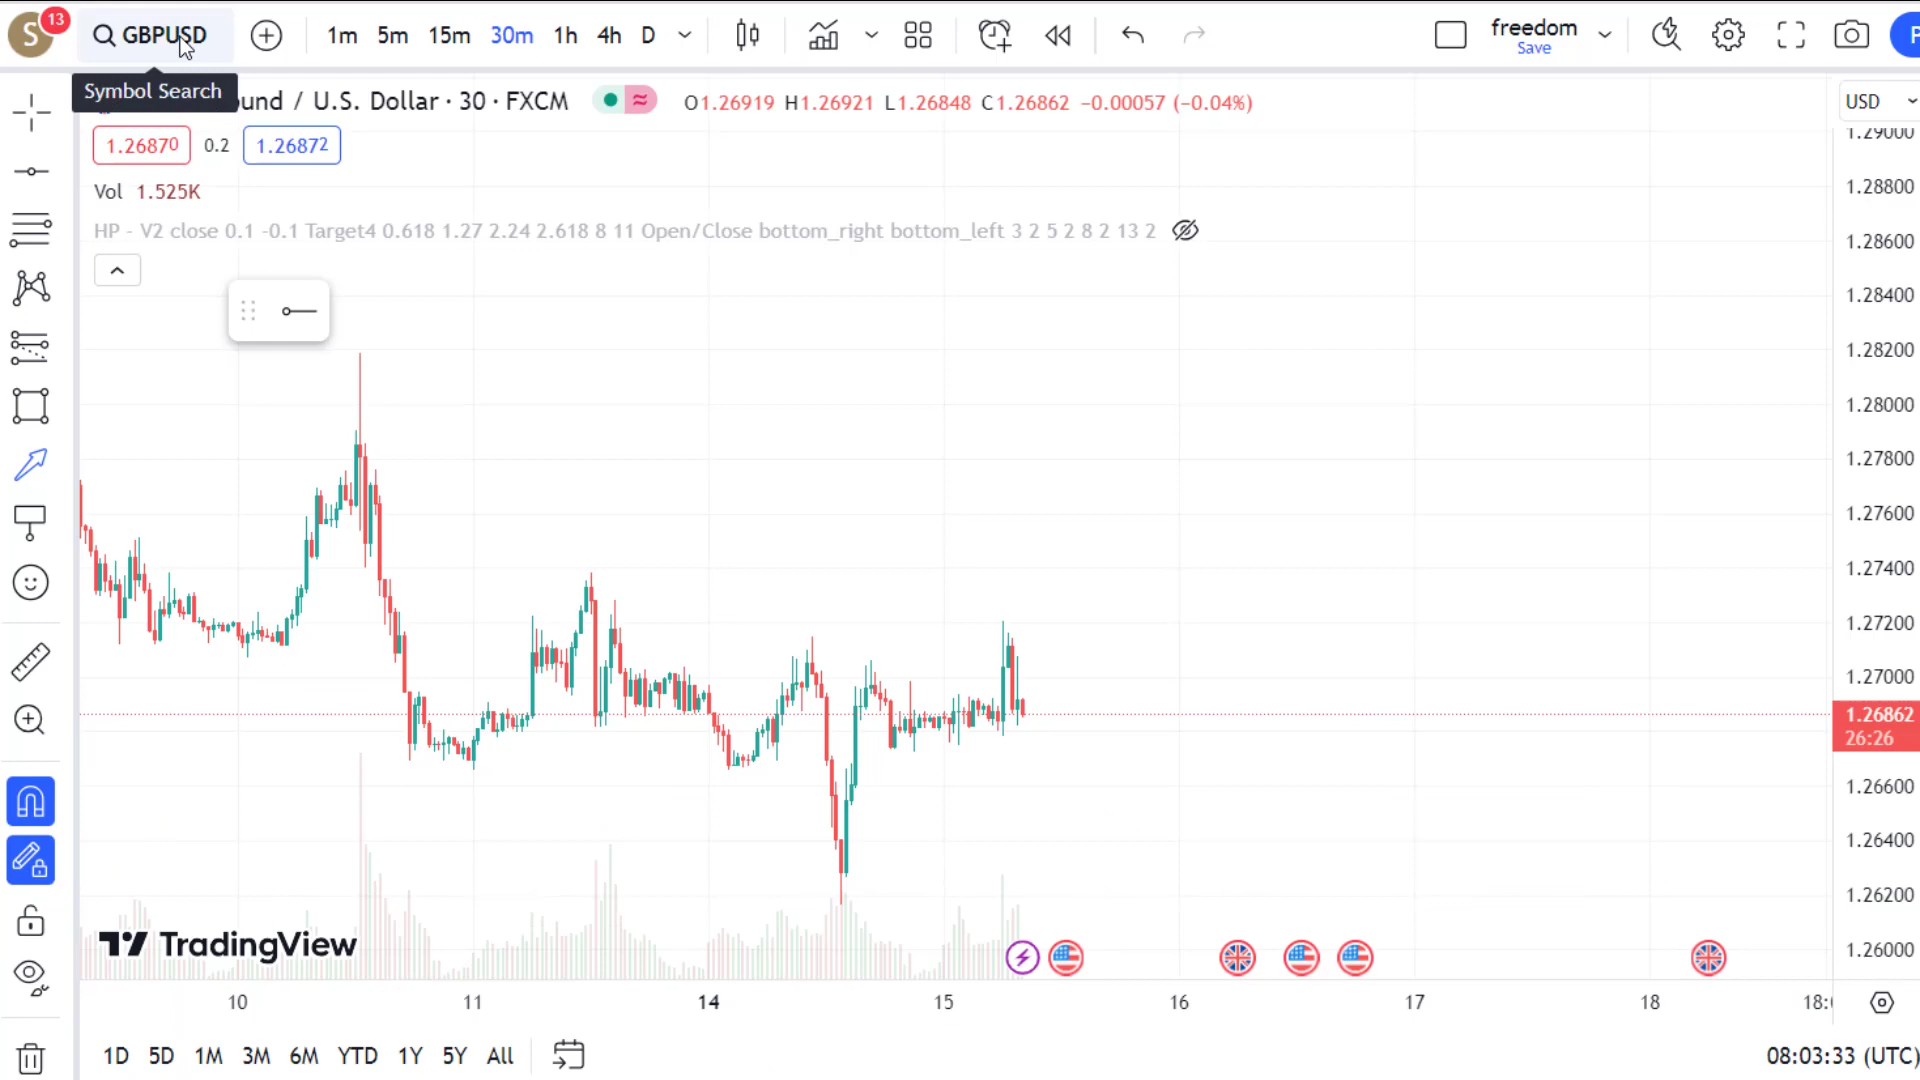 S 13 GBPUSD 1m 5m 15m 30m 1h 4h D freedom
Save
Symbol Search
ound / U.S. Dollar · 30 · FXCM O1.26919 H1.26921 L1.26848 C1.26862 −0.00057 (−0.04%)
USD
1.26870 0.2 1.26872
Vol 1.525K
HP - V2 close 0.1 -0.1 Target4 0.618 1.27 2.24 2.618 8 11 Open/Close bottom_right bottom_left 3 2 5 2 8 2 13 2
1.29000
1.28800
1.28600
1.28400
1.28200
1.28000
1.27800
1.27600
1.27400
1.27200
1.27000
1.26862
26:26
1.26600
1.26400
1.26200
1.26000
TradingView
10 11 14 15 16 17 18
1D 5D 1M 3M 6M YTD 1Y 5Y All 08:03:33 (UTC)